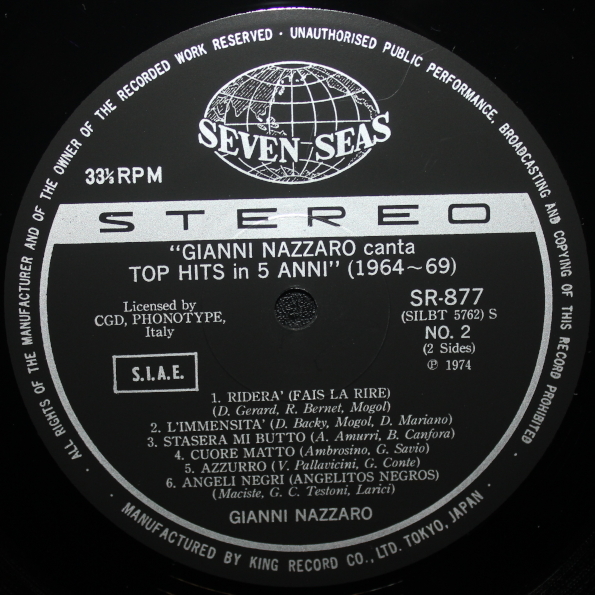 ALL RIGHTS OF THE MANUFACTURER AND OF THE OWNER OF THE RECORDED WORK RESERVED · UNAUTHORISED PUBLIC PERFORMANCE, BROADCASTING AND COPYING OF THIS RECORD PROHIBITED ·
SEVEN SEAS
33⅓ RPM
STEREO
"GIANNI NAZZARO canta
TOP HITS in 5 ANNI" (1964~69)
Licensed by
CGD, PHONOTYPE,
Italy
SR-877
(SILBT 5762) S
NO. 2
(2 Sides)
℗ 1974
S.I.A.E.
1. RIDERA' (FAIS LA RIRE)
(D. Gerard, R. Bernet, Mogol)
2. L'IMMENSITA' (D. Backy, Mogol, D. Mariano)
3. STASERA MI BUTTO (A. Amurri, B. Canfora)
4. CUORE MATTO (Ambrosino, G. Savio)
5. AZZURRO (V. Pallavicini, G. Conte)
6. ANGELI NEGRI (ANGELITOS NEGROS)
(Maciste, G. C. Testoni, Larici)
GIANNI NAZZARO
MANUFACTURED BY KING RECORD CO., LTD. TOKYO, JAPAN ·